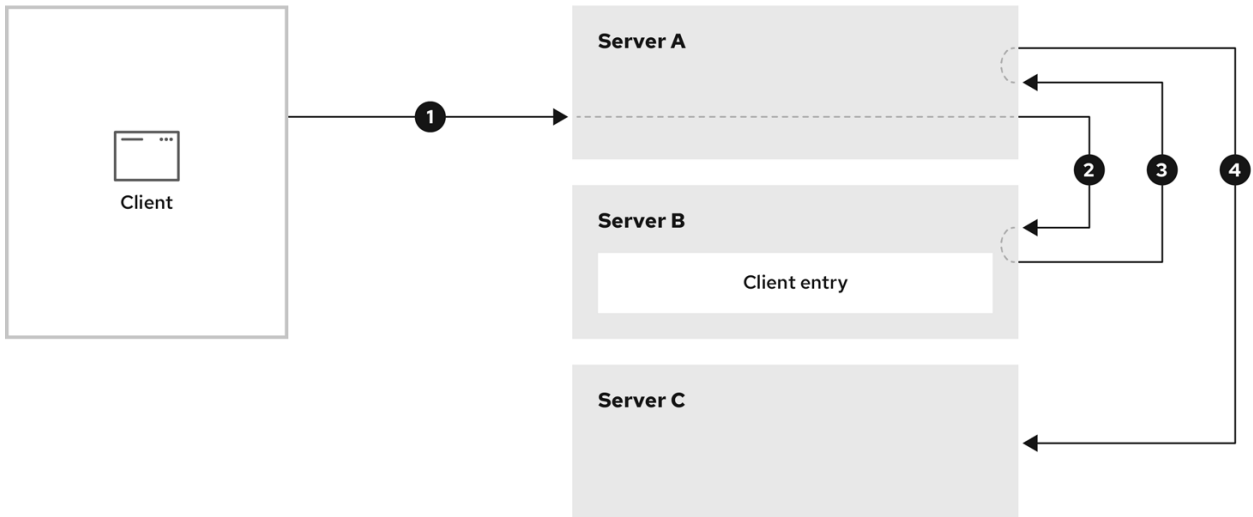 Server A
1
2
3
4
Client
Server B
Client entry
Server C